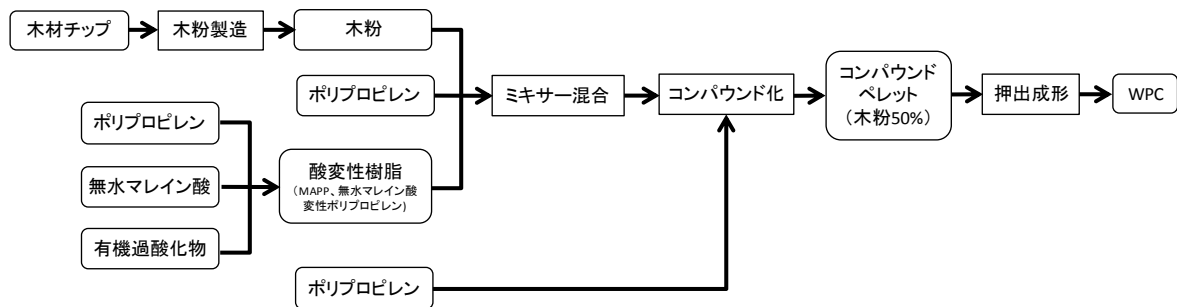 木材チップ
木粉製造
木粉
ポリプロピレン
ミキサー混合
コンパウンド化
コンパウンド
ペレット
（木粉50%）
押出成形
WPC
ポリプロピレン
無水マレイン酸
有機過酸化物
酸変性樹脂
（MAPP、無水マレイン酸
変性ポリプロピレン)
ポリプロピレン